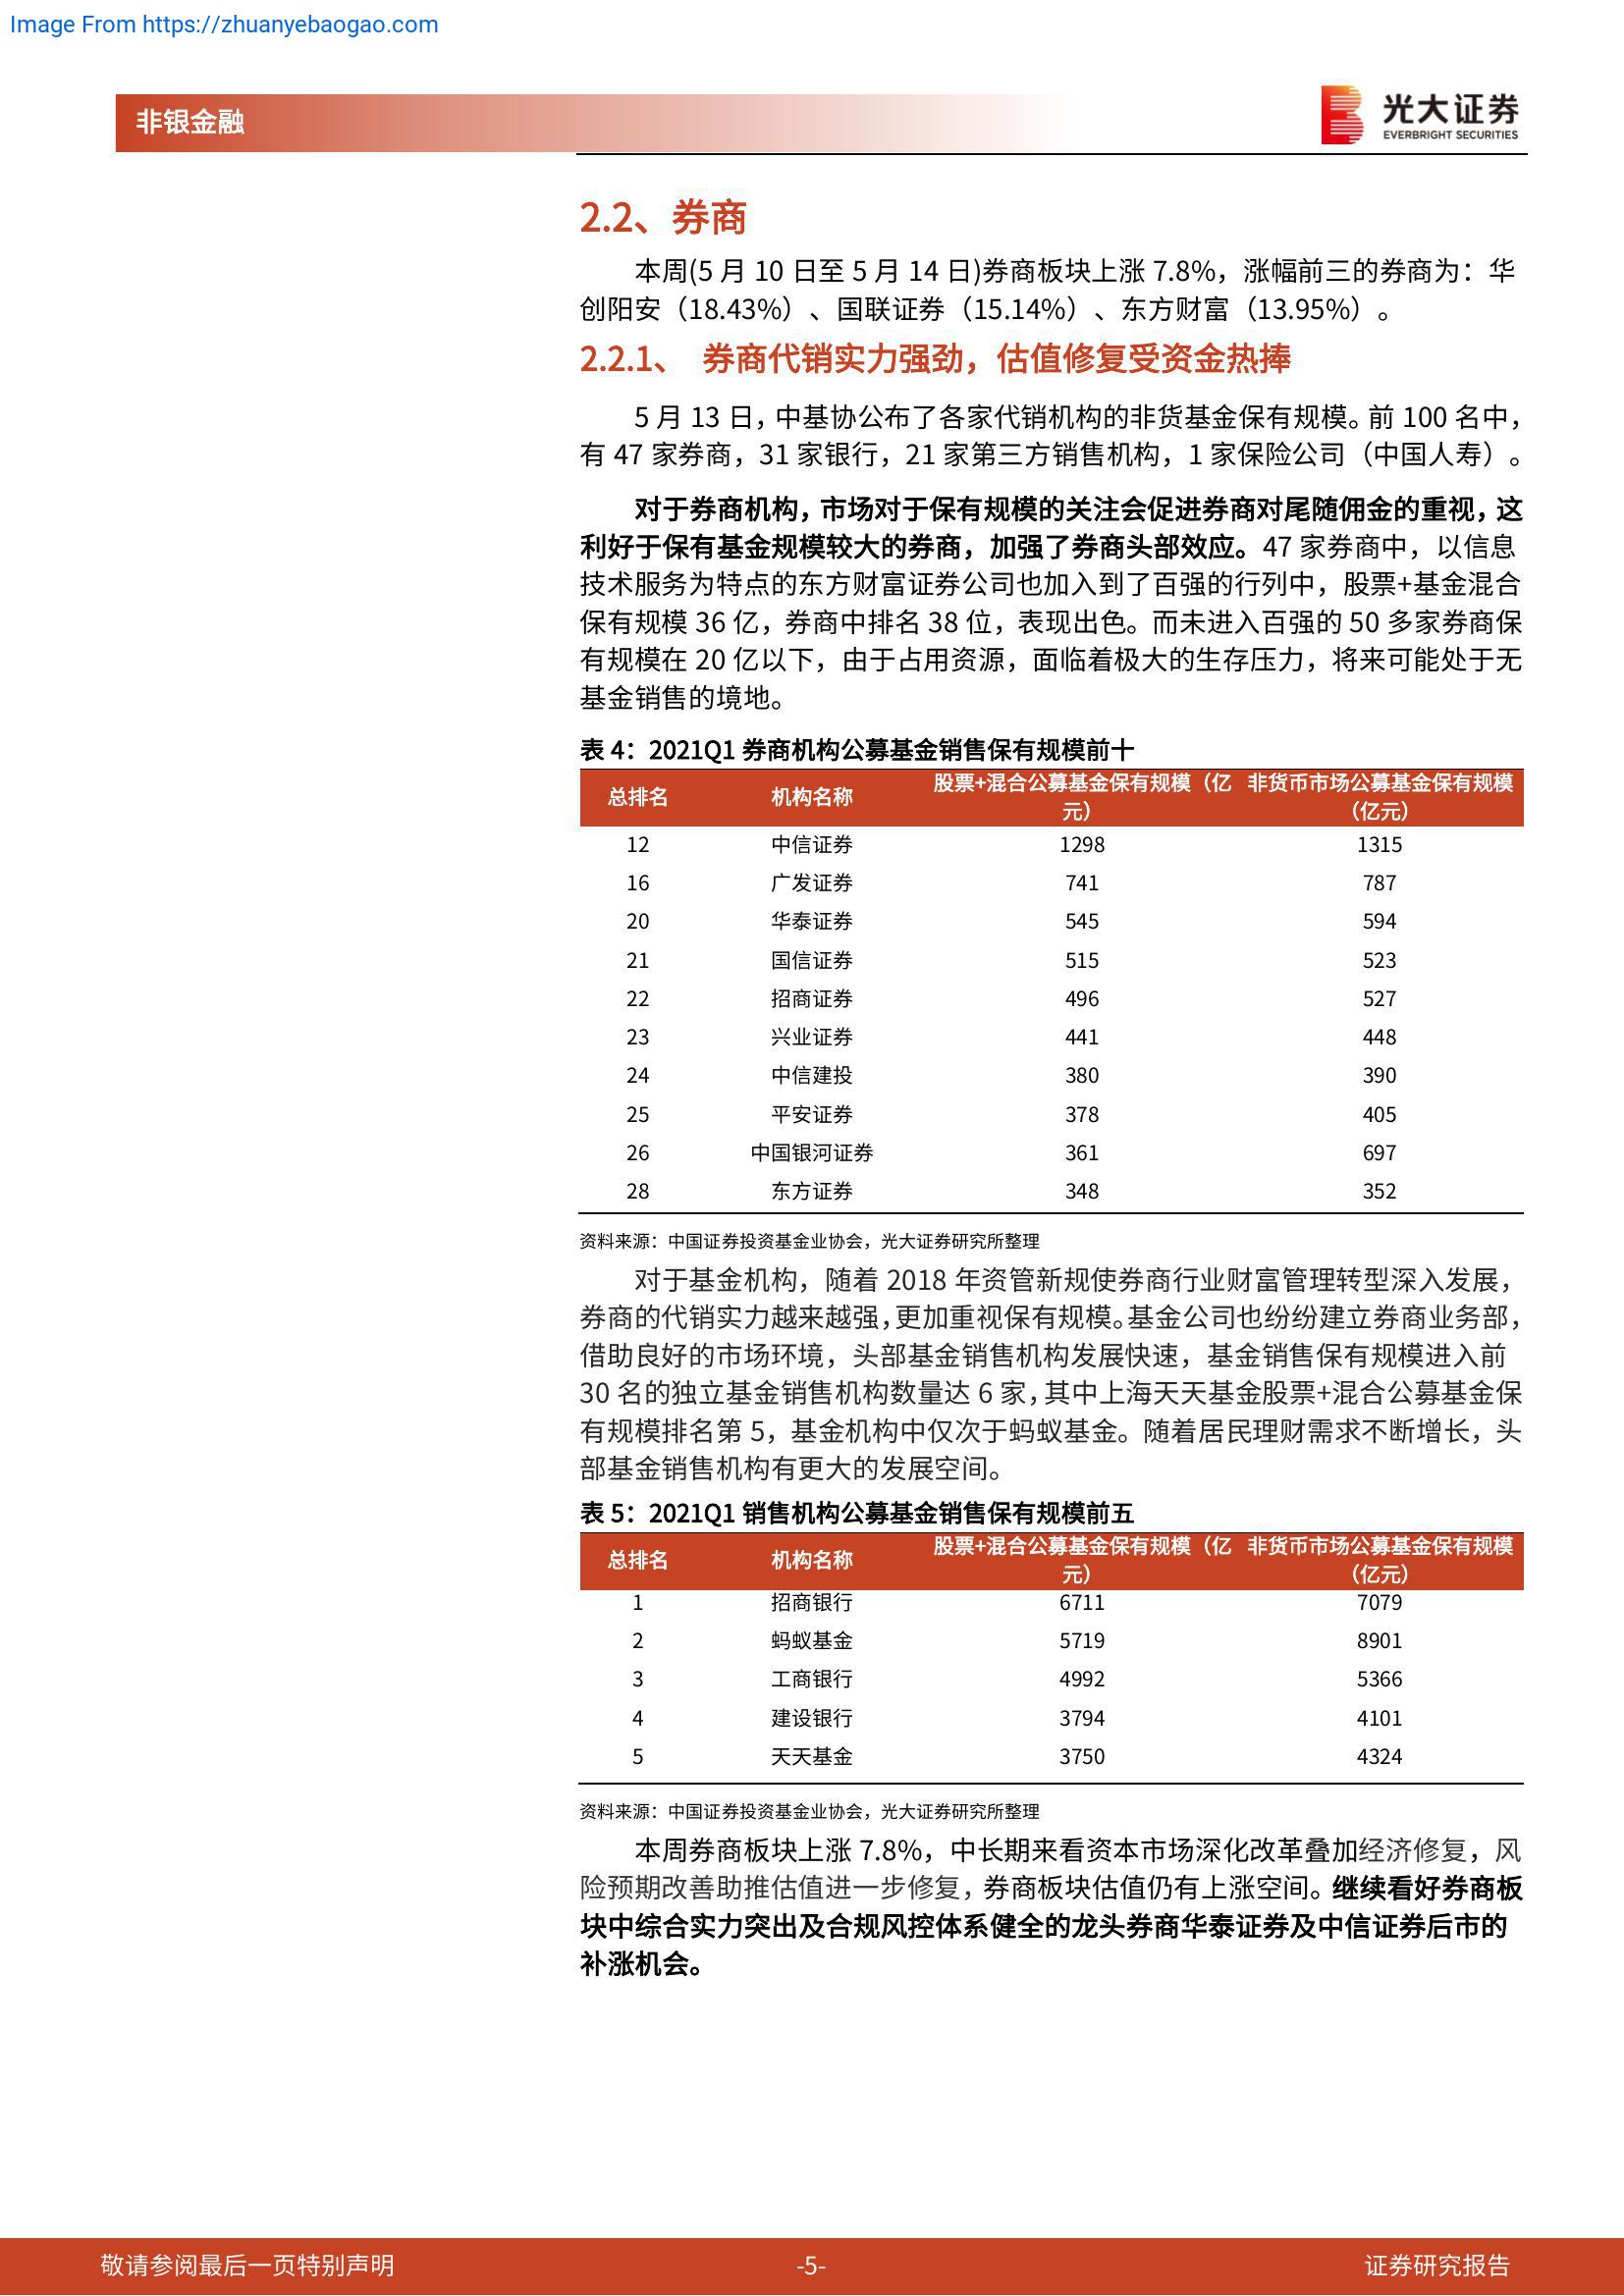 Image From https://zhuanyebaogao.com
非银金融
光大证券
EVERBRIGHT SECURITIES
2.2、券商
本周(5 月 10 日至 5 月 14 日)券商板块上涨 7.8%，涨幅前三的券商为：华
创阳安（18.43%）、国联证券（15.14%）、东方财富（13.95%）。
2.2.1、 券商代销实力强劲，估值修复受资金热捧
5 月 13 日，中基协公布了各家代销机构的非货基金保有规模。前 100 名中，
有 47 家券商，31 家银行，21 家第三方销售机构，1 家保险公司（中国人寿）。
对于券商机构，市场对于保有规模的关注会促进券商对尾随佣金的重视，这
利好于保有基金规模较大的券商，加强了券商头部效应。47 家券商中，以信息
技术服务为特点的东方财富证券公司也加入到了百强的行列中，股票+基金混合
保有规模 36 亿，券商中排名 38 位，表现出色。而未进入百强的 50 多家券商保
有规模在 20 亿以下，由于占用资源，面临着极大的生存压力，将来可能处于无
基金销售的境地。
表 4：2021Q1 券商机构公募基金销售保有规模前十
总排名 机构名称 股票+混合公募基金保有规模（亿元） 非货币市场公募基金保有规模（亿元）
12 中信证券 1298 1315
16 广发证券 741 787
20 华泰证券 545 594
21 国信证券 515 523
22 招商证券 496 527
23 兴业证券 441 448
24 中信建投 380 390
25 平安证券 378 405
26 中国银河证券 361 697
28 东方证券 348 352
资料来源：中国证券投资基金业协会，光大证券研究所整理
对于基金机构，随着 2018 年资管新规使券商行业财富管理转型深入发展，
券商的代销实力越来越强，更加重视保有规模。基金公司也纷纷建立券商业务部，
借助良好的市场环境，头部基金销售机构发展快速，基金销售保有规模进入前
30 名的独立基金销售机构数量达 6 家，其中上海天天基金股票+混合公募基金保
有规模排名第 5，基金机构中仅次于蚂蚁基金。随着居民理财需求不断增长，头
部基金销售机构有更大的发展空间。
表 5：2021Q1 销售机构公募基金销售保有规模前五
总排名 机构名称 股票+混合公募基金保有规模（亿元） 非货币市场公募基金保有规模（亿元）
1 招商银行 6711 7079
2 蚂蚁基金 5719 8901
3 工商银行 4992 5366
4 建设银行 3794 4101
5 天天基金 3750 4324
资料来源：中国证券投资基金业协会，光大证券研究所整理
本周券商板块上涨 7.8%，中长期来看资本市场深化改革叠加经济修复，风
险预期改善助推估值进一步修复，券商板块估值仍有上涨空间。继续看好券商板
块中综合实力突出及合规风控体系健全的龙头券商华泰证券及中信证券后市的
补涨机会。
敬请参阅最后一页特别声明 -5- 证券研究报告